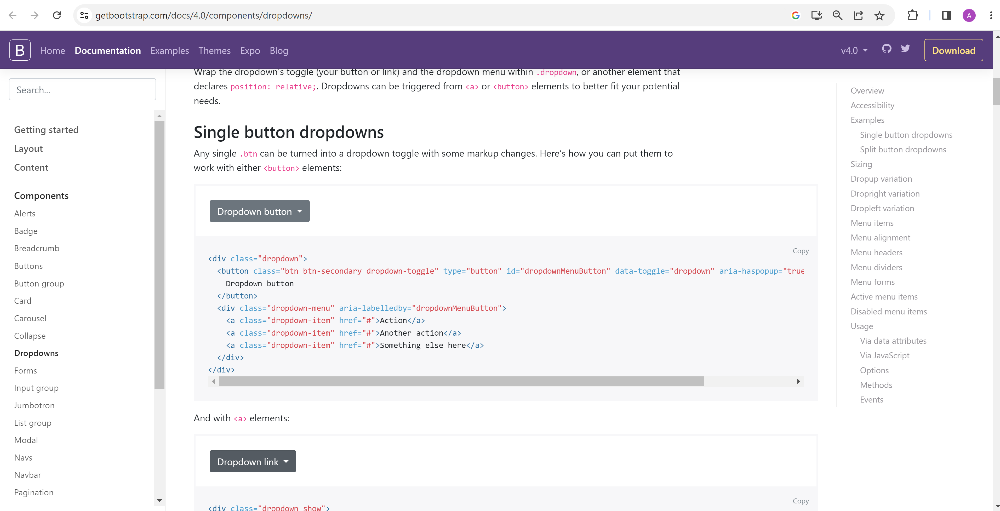 getbootstrap.com/docs/4.0/components/dropdowns/
A
B Home Documentation Examples Themes Expo Blog v4.0 Download
Search...
Getting started
Layout
Content
Components
Alerts
Badge
Breadcrumb
Buttons
Button group
Card
Carousel
Collapse
Dropdowns
Forms
Input group
Jumbotron
List group
Modal
Navs
Navbar
Pagination
Wrap the dropdown’s toggle (your button or link) and the dropdown menu within .dropdown, or another element that
declares position: relative;. Dropdowns can be triggered from <a> or <button> elements to better fit your potential
needs.
Single button dropdowns
Any single .btn can be turned into a dropdown toggle with some markup changes. Here’s how you can put them to
work with either <button> elements:
Dropdown button
Copy
<div class="dropdown">
  <button class="btn btn-secondary dropdown-toggle" type="button" id="dropdownMenuButton" data-toggle="dropdown" aria-haspopup="true
    Dropdown button
  </button>
  <div class="dropdown-menu" aria-labelledby="dropdownMenuButton">
    <a class="dropdown-item" href="#">Action</a>
    <a class="dropdown-item" href="#">Another action</a>
    <a class="dropdown-item" href="#">Something else here</a>
  </div>
</div>
And with <a> elements:
Dropdown link
Copy
<div class="dropdown show">
Overview
Accessibility
Examples
Single button dropdowns
Split button dropdowns
Sizing
Dropup variation
Dropright variation
Dropleft variation
Menu items
Menu alignment
Menu headers
Menu dividers
Menu forms
Active menu items
Disabled menu items
Usage
Via data attributes
Via JavaScript
Options
Methods
Events